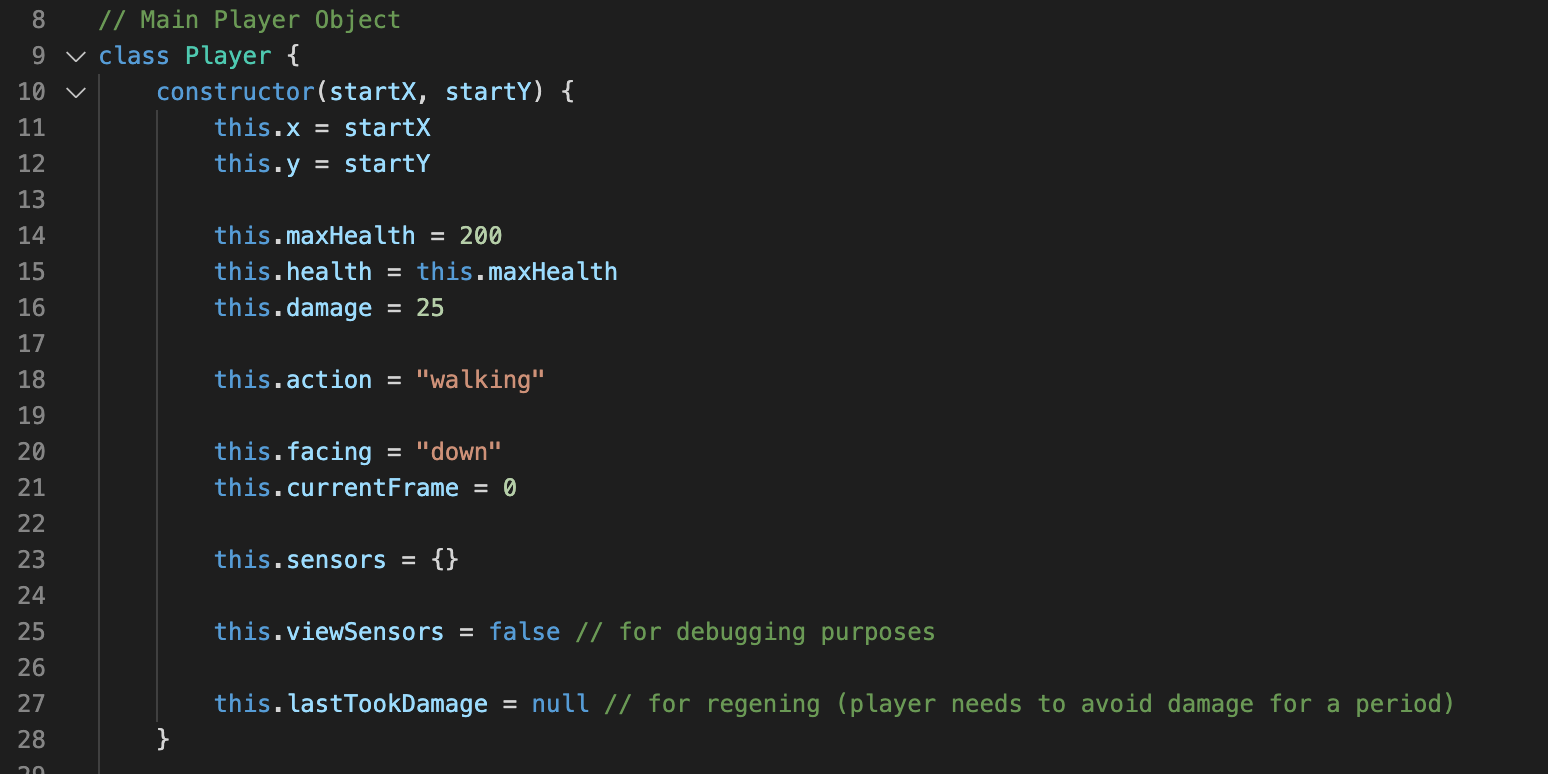 8 // Main Player Object
9 class Player {
10 constructor(startX, startY) {
11 this.x = startX
12 this.y = startY
13
14 this.maxHealth = 200
15 this.health = this.maxHealth
16 this.damage = 25
17
18 this.action = "walking"
19
20 this.facing = "down"
21 this.currentFrame = 0
22
23 this.sensors = {}
24
25 this.viewSensors = false // for debugging purposes
26
27 this.lastTookDamage = null // for regening (player needs to avoid damage for a period)
28 }
29